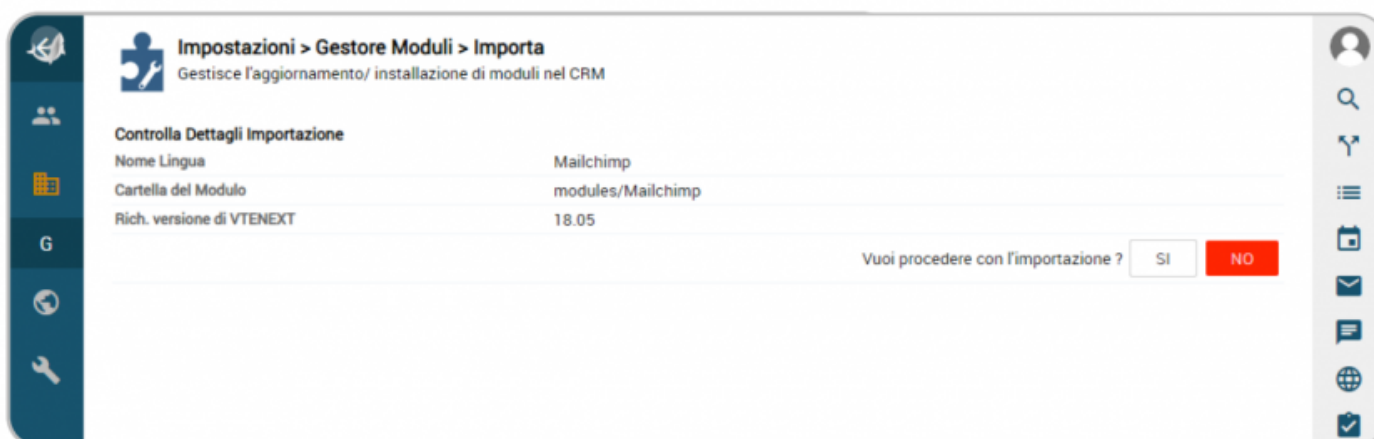 Impostazioni > Gestore Moduli > Importa
Gestisce l'aggiornamento/ installazione di moduli nel CRM
Controlla Dettagli Importazione
Nome Lingua Mailchimp
Cartella del Modulo modules/Mailchimp
Rich. versione di VTENEXT 18.05
G
Vuoi procedere con l'importazione ? SI NO